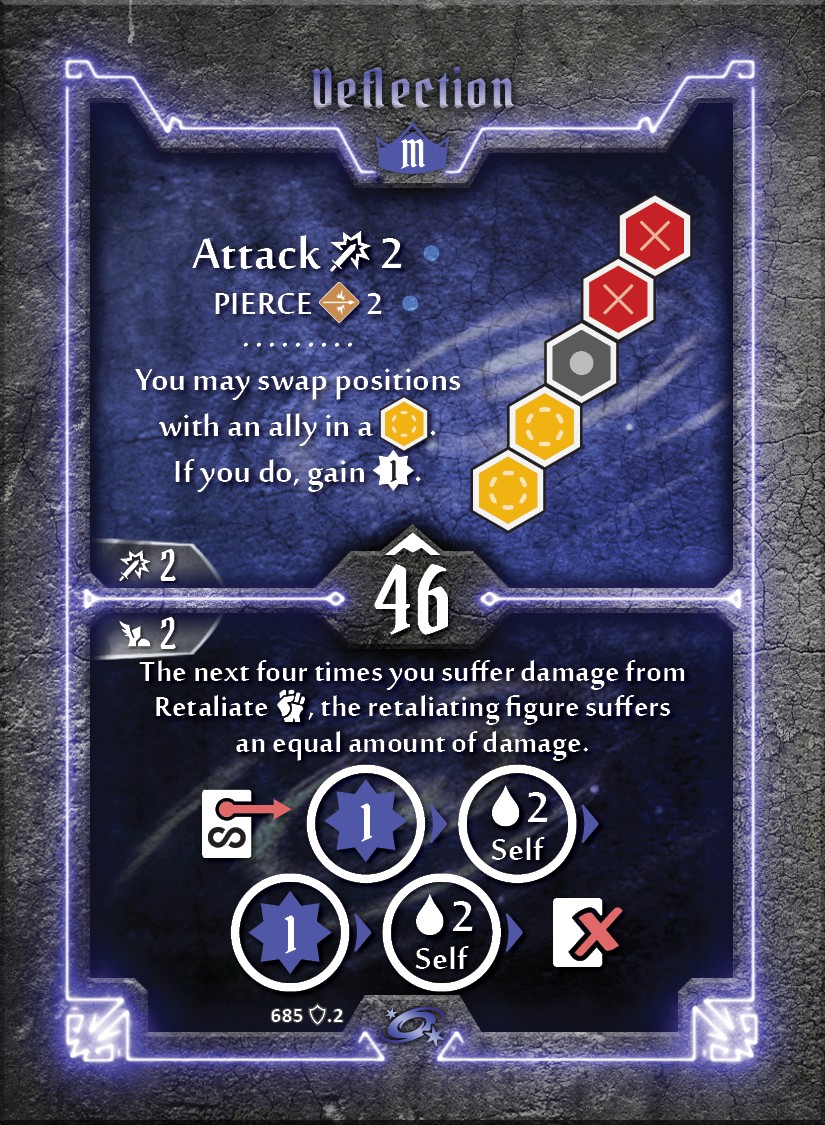 Deflection
M
Attack 2
PIERCE 2
You may swap positions
with an ally in a .
If you do, gain 1.
2
46
2
The next four times you suffer damage from
Retaliate , the retaliating figure suffers
an equal amount of damage.
1
2
Self
1
2
Self
685 .2